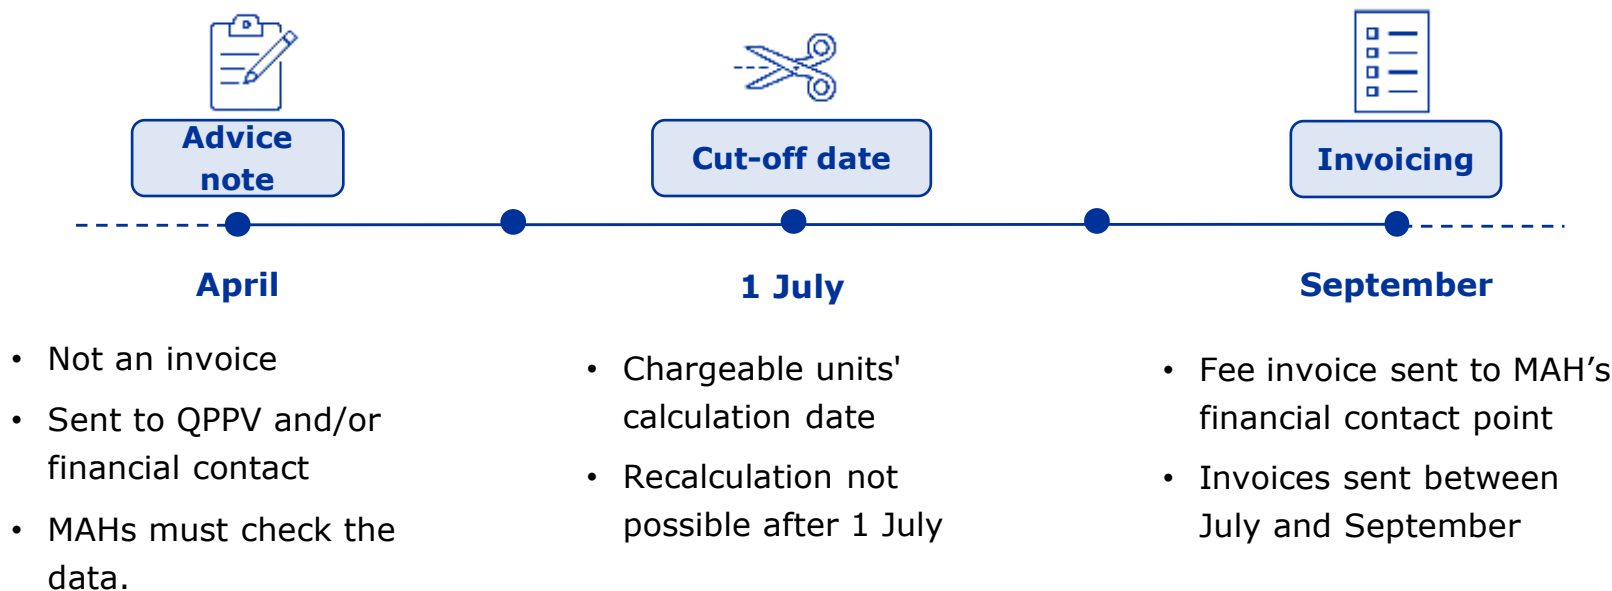 Advice
note
Cut-off date
Invoicing
April
1 July
September
• Not an invoice
• Sent to QPPV and/or
financial contact
• MAHs must check the
data.
• Chargeable units'
calculation date
• Recalculation not
possible after 1 July
• Fee invoice sent to MAH’s
financial contact point
• Invoices sent between
July and September